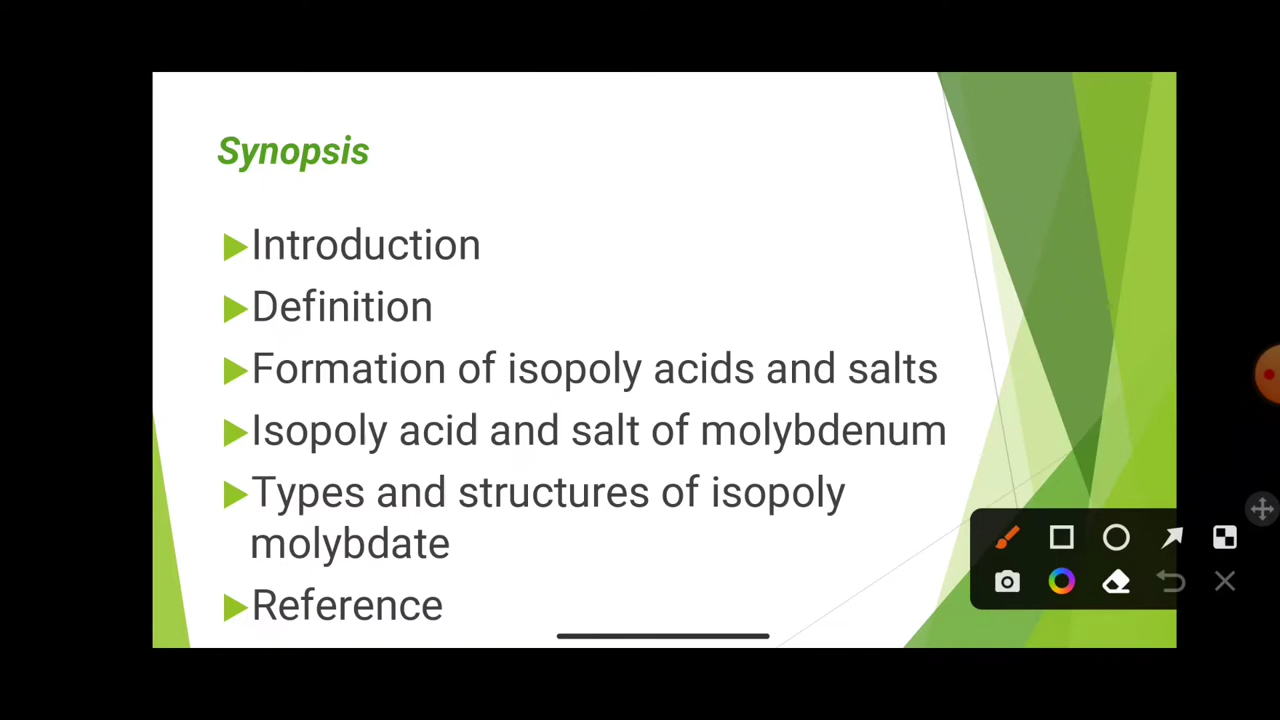 Synopsis
Introduction
Definition
Formation of isopoly acids and salts
Isopoly acid and salt of molybdenum
Types and structures of isopoly
molybdate
Reference